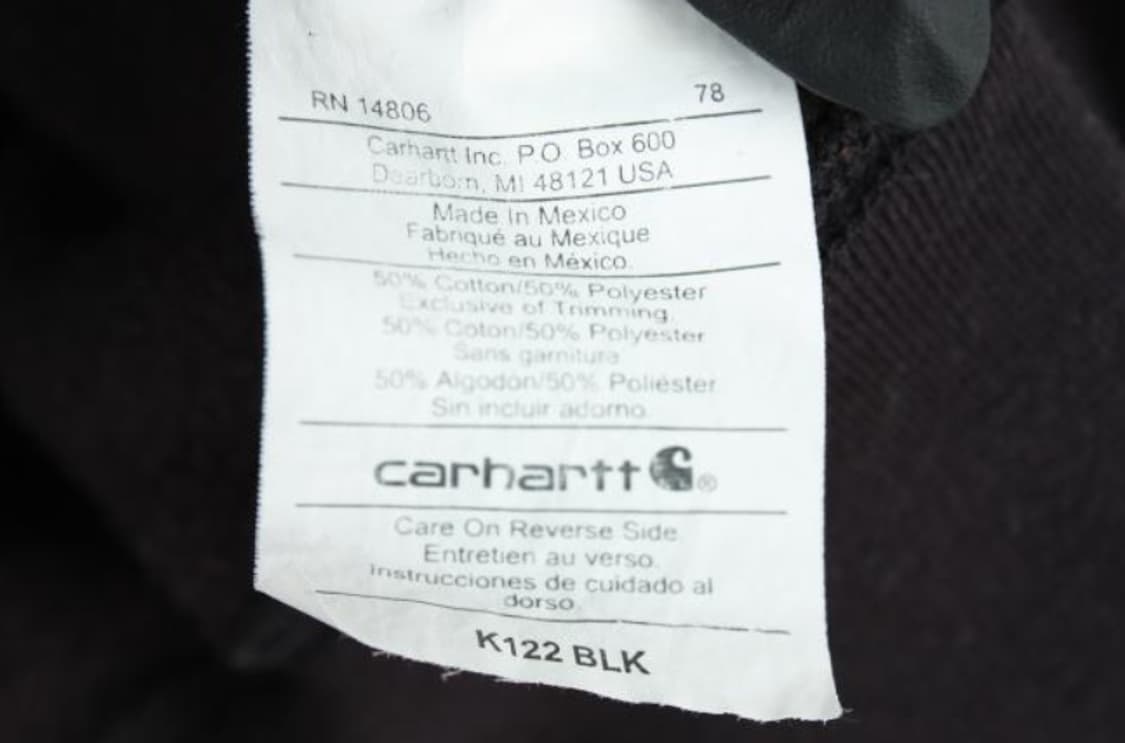 RN 14806 78
Carhartt Inc. P.O. Box 600
Dearborn, MI 48121 USA
Made In Mexico
Fabriqué au Mexique
Hecho en México.
50% Cotton/50% Polyester
Exclusive of Trimming.
50% Coton/50% Polyester
Sans garniture
50% Algodón/50% Poliéster
Sin incluir adorno.
carhartt ®
Care On Reverse Side.
Entretien au verso.
Instrucciones de cuidado al
dorso.
K122 BLK